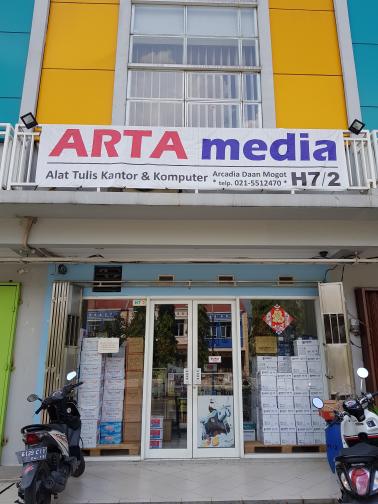 ARTA media
Alat Tulis Kantor & Komputer
Arcadia Daan Mogot
* telp. 021-5512470 *
H7/2